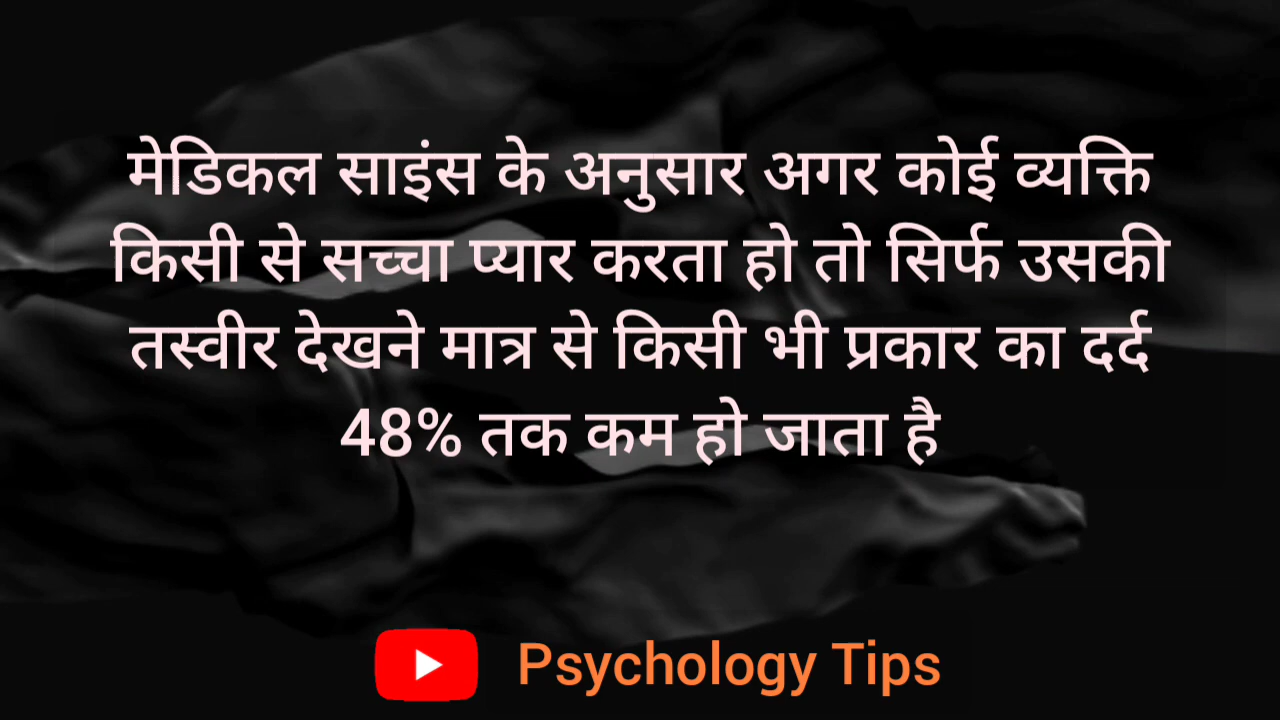 मेडिकल साइंस के अनुसार अगर कोई व्यक्ति
किसी से सच्चा प्यार करता हो तो सिर्फ उसकी
तस्वीर देखने मात्र से किसी भी प्रकार का दर्द
48% तक कम हो जाता है
Psychology Tips